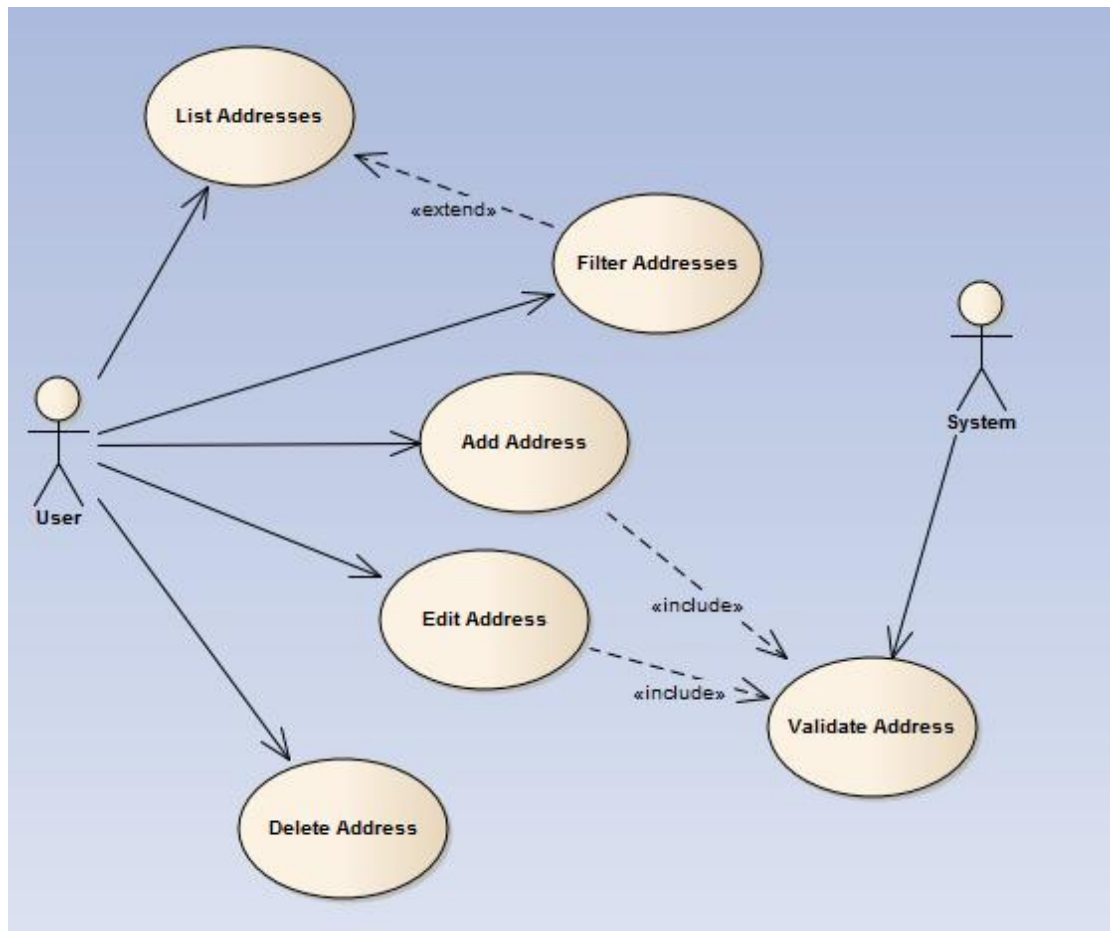 List Addresses
«extend»
Filter Addresses
Add Address
System
User
«include»
Edit Address
«include»
Validate Address
Delete Address